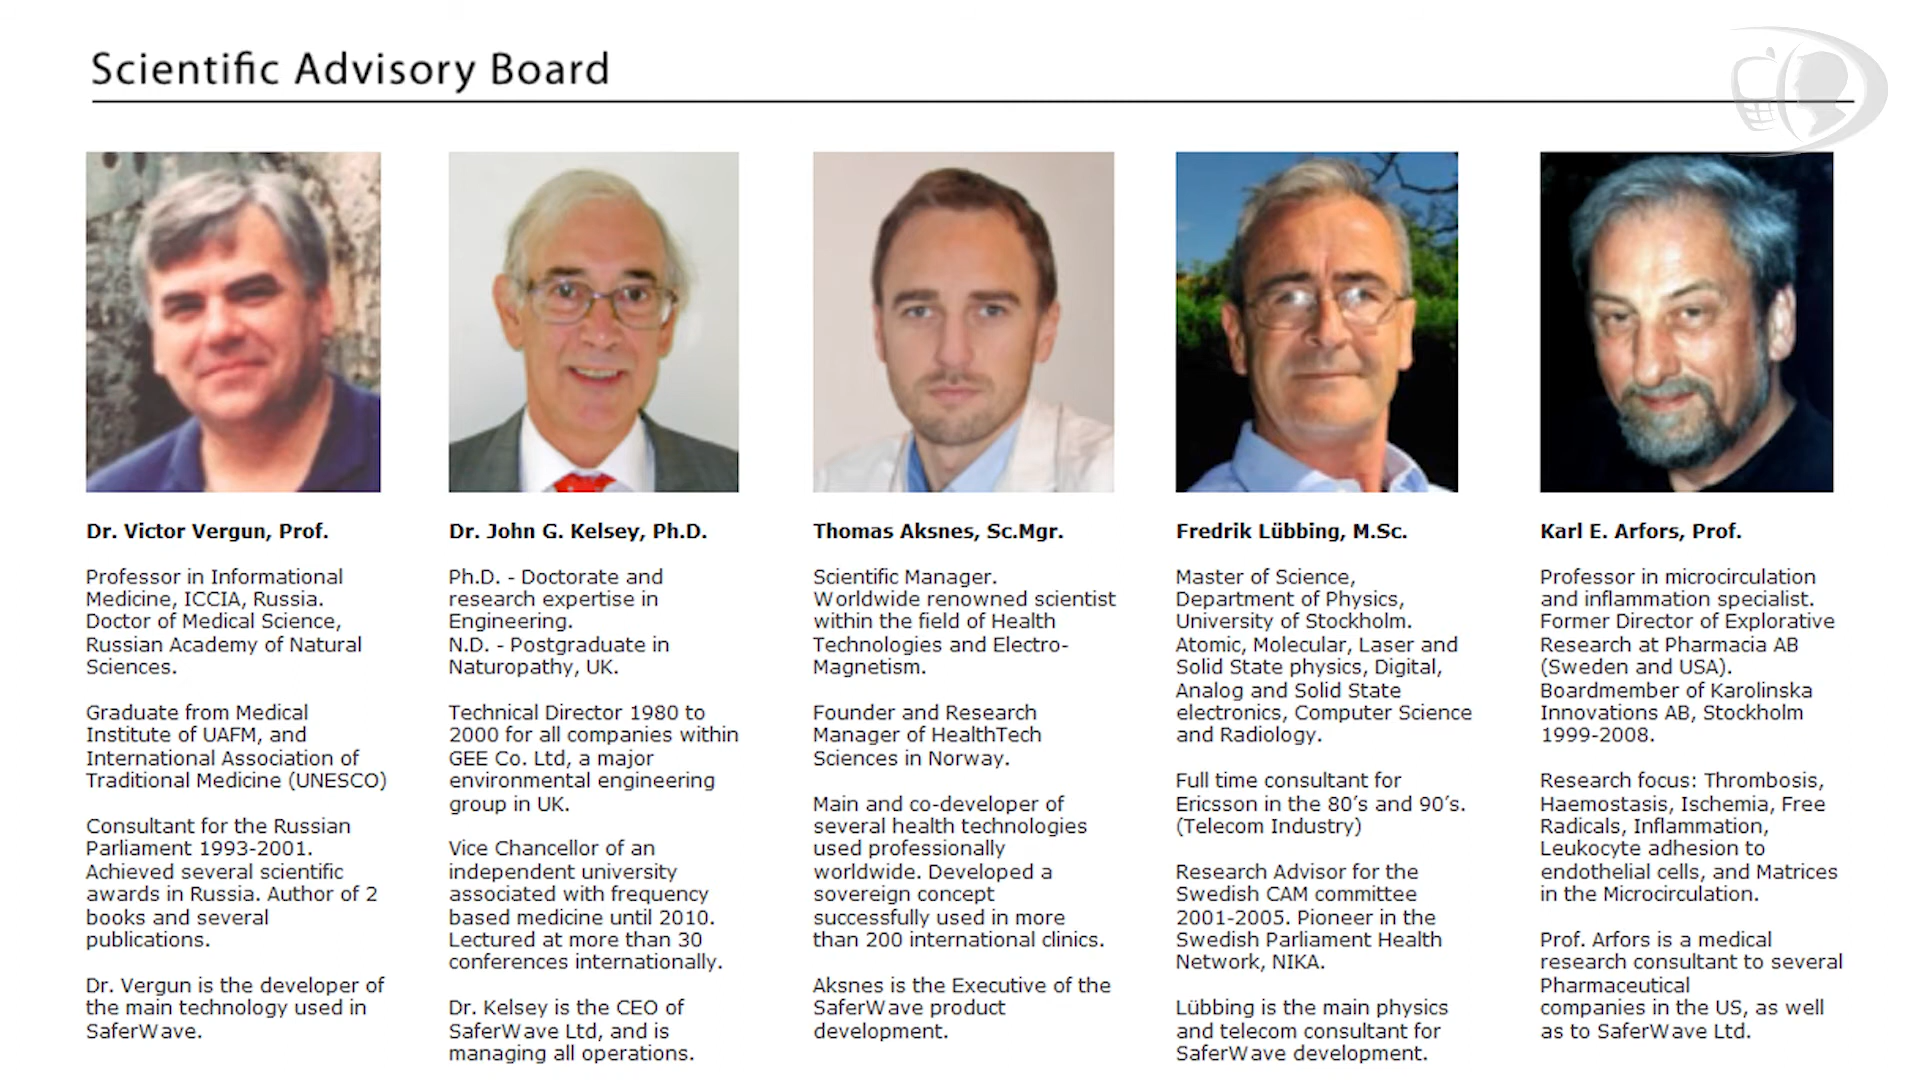 Scientific Advisory Board
Dr. Victor Vergun, Prof.
Professor in Informational
Medicine, ICCIA, Russia.
Doctor of Medical Science,
Russian Academy of Natural
Sciences.
Graduate from Medical
Institute of UAFM, and
International Association of
Traditional Medicine (UNESCO)
Consultant for the Russian
Parliament 1993-2001.
Achieved several scientific
awards in Russia. Author of 2
books and several
publications.
Dr. Vergun is the developer of
the main technology used in
SaferWave.
Dr. John G. Kelsey, Ph.D.
Ph.D. - Doctorate and
research expertise in
Engineering.
N.D. - Postgraduate in
Naturopathy, UK.
Technical Director 1980 to
2000 for all companies within
GEE Co. Ltd, a major
environmental engineering
group in UK.
Vice Chancellor of an
independent university
associated with frequency
based medicine until 2010.
Lectured at more than 30
conferences internationally.
Dr. Kelsey is the CEO of
SaferWave Ltd, and is
managing all operations.
Thomas Aksnes, Sc.Mgr.
Scientific Manager.
Worldwide renowned scientist
within the field of Health
Technologies and Electro-
Magnetism.
Founder and Research
Manager of HealthTech
Sciences in Norway.
Main and co-developer of
several health technologies
used professionally
worldwide. Developed a
sovereign concept
successfully used in more
than 200 international clinics.
Aksnes is the Executive of the
SaferWave product
development.
Fredrik Lübbing, M.Sc.
Master of Science,
Department of Physics,
University of Stockholm.
Atomic, Molecular, Laser and
Solid State physics, Digital,
Analog and Solid State
electronics, Computer Science
and Radiology.
Full time consultant for
Ericsson in the 80´s and 90´s.
(Telecom Industry)
Research Advisor for the
Swedish CAM committee
2001-2005. Pioneer in the
Swedish Parliament Health
Network, NIKA.
Lübbing is the main physics
and telecom consultant for
SaferWave development.
Karl E. Arfors, Prof.
Professor in microcirculation
and inflammation specialist.
Former Director of Explorative
Research at Pharmacia AB
(Sweden and USA).
Boardmember of Karolinska
Innovations AB, Stockholm
1999-2008.
Research focus: Thrombosis,
Haemostasis, Ischemia, Free
Radicals, Inflammation,
Leukocyte adhesion to
endothelial cells, and Matrices
in the Microcirculation.
Prof. Arfors is a medical
research consultant to several
Pharmaceutical
companies in the US, as well
as to SaferWave Ltd.